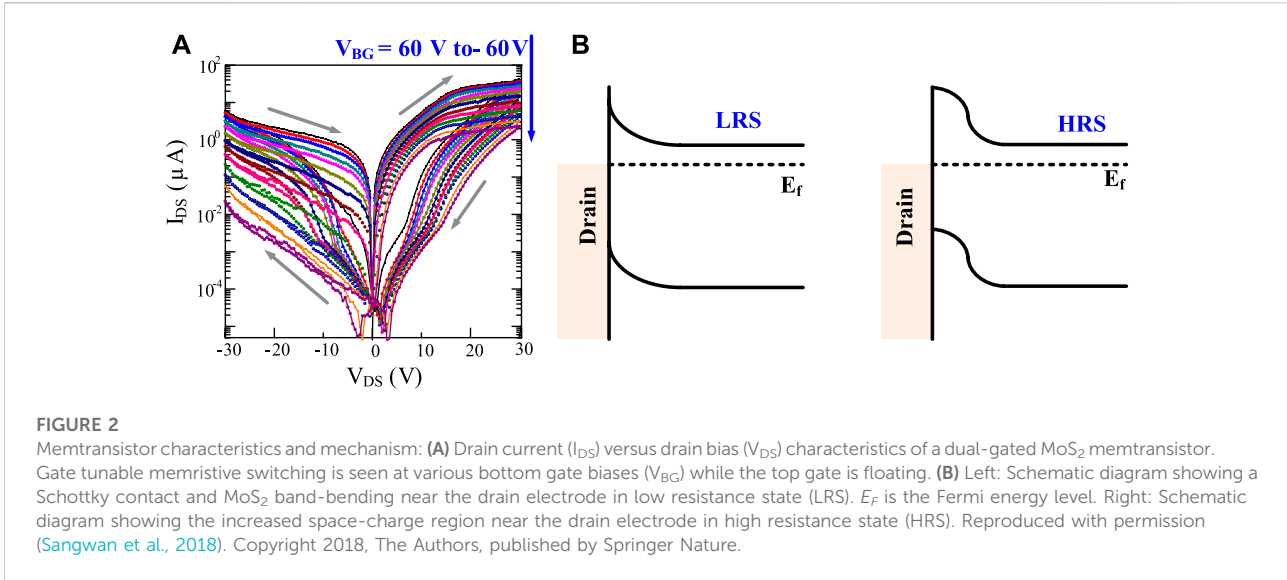 A
V_BG = 60 V to- 60 V
10^2
10^0
10^-2
10^-4
I_DS ( μ A)
-30
-20
-10
0
10
20
30
V_DS (V)
B
LRS
E_f
Drain
HRS
E_f
Drain
FIGURE 2
Memtransistor characteristics and mechanism: (A) Drain current (I_DS) versus drain bias (V_DS) characteristics of a dual-gated MoS_2 memtransistor.
Gate tunable memristive switching is seen at various bottom gate biases (V_BG) while the top gate is floating. (B) Left: Schematic diagram showing a
Schottky contact and MoS_2 band-bending near the drain electrode in low resistance state (LRS). E_F is the Fermi energy level. Right: Schematic
diagram showing the increased space-charge region near the drain electrode in high resistance state (HRS). Reproduced with permission
(Sangwan et al., 2018). Copyright 2018, The Authors, published by Springer Nature.